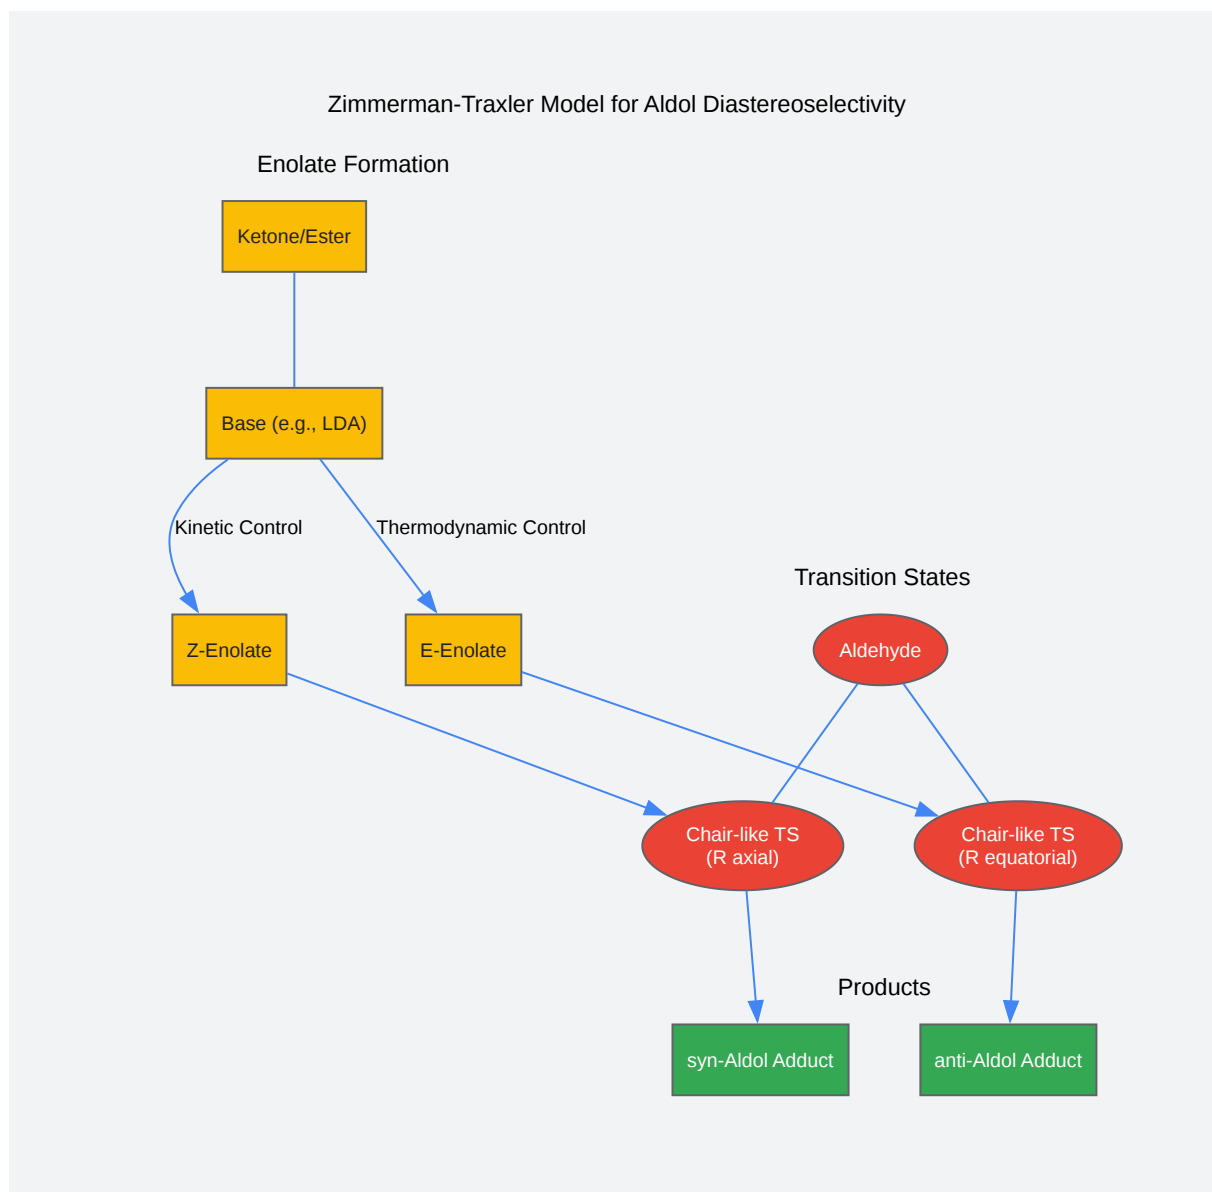 Zimmerman-Traxler Model for Aldol Diastereoselectivity
Enolate Formation
Ketone/Ester
Base (e.g., LDA)
Kinetic Control
Thermodynamic Control
Transition States
Z-Enolate
E-Enolate
Aldehyde
Chair-like TS
(R axial)
Chair-like TS
(R equatorial)
Products
syn-Aldol Adduct
anti-Aldol Adduct